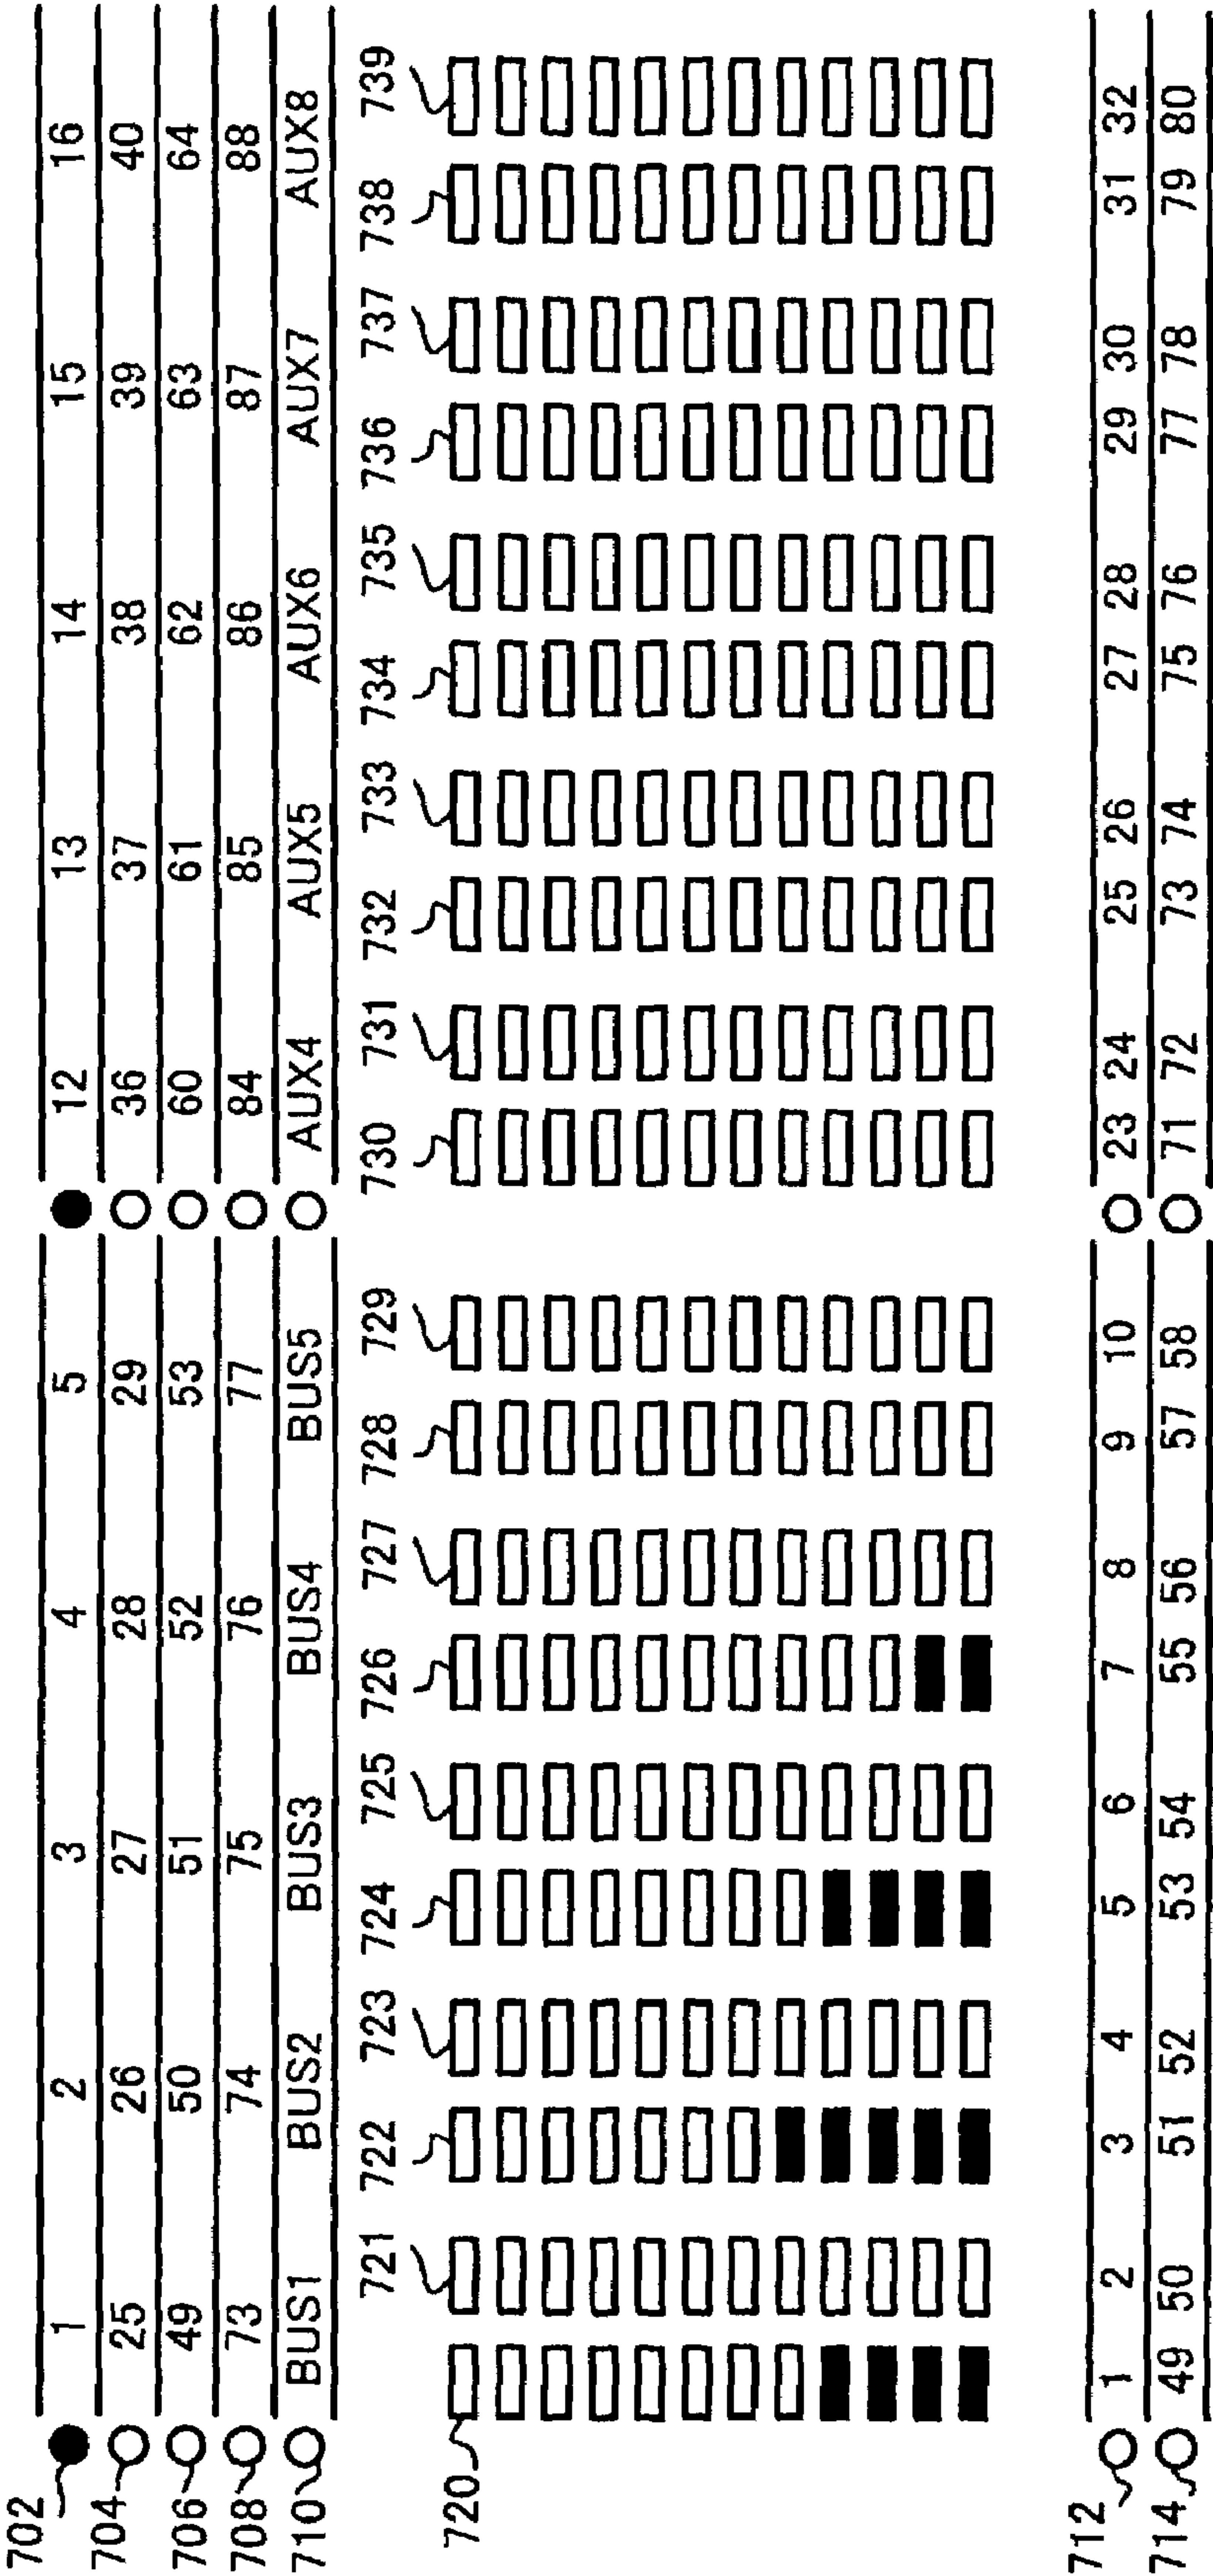 702 1 2 3 4 5 12 13 14 15 16
704 25 26 27 28 29 36 37 38 39 40
706 49 50 51 52 53 60 61 62 63 64
708 73 74 75 76 77 84 85 86 87 88
710 BUS1 BUS2 BUS3 BUS4 BUS5 AUX4 AUX5 AUX6 AUX7 AUX8
721 722 723 724 725 726 727 728 729 730 731 732 733 734 735 736 737 738 739
720
712 1 2 3 4 5 6 7 8 9 10 23 24 25 26 27 28 29 30 31 32
714 49 50 51 52 53 54 55 56 57 58 71 72 73 74 75 76 77 78 79 80